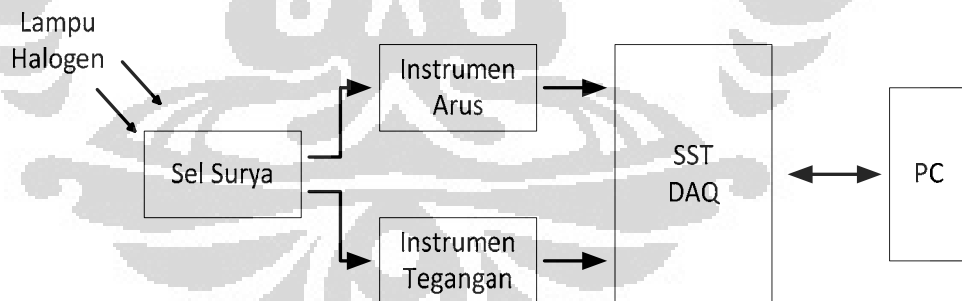 Lampu
Halogen
Sel Surya
Instrumen
Arus
Instrumen
Tegangan
SST
DAQ
PC